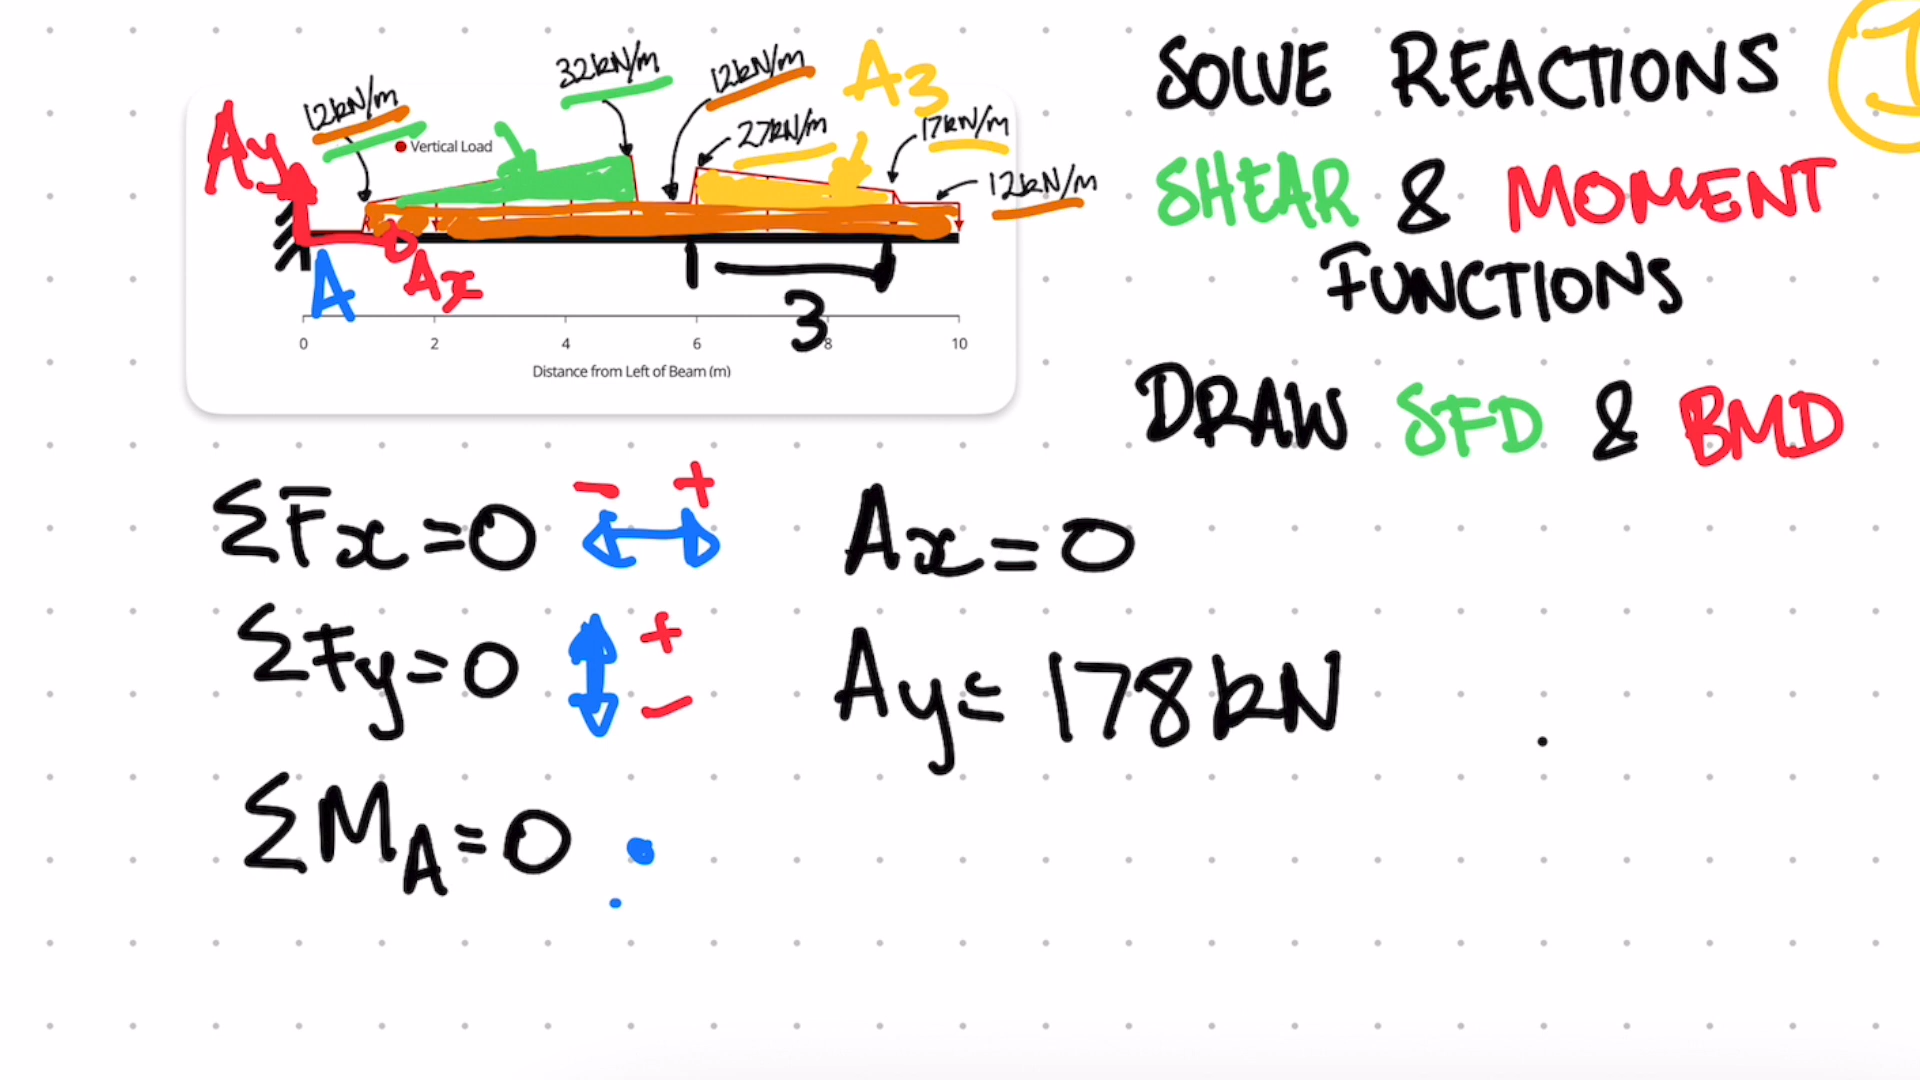 SOLVE REACTIONS 1
SHEAR & MOMENT
FUNCTIONS
DRAW SFD & BMD
12kN/m
32kN/m
12kN/m
A3
27kN/m
17kN/m
12kN/m
Vertical Load
Ay
A
Ax
3
0 2 4 6 8 10
Distance from Left of Beam (m)
ΣFx=0 - + Ax=0
ΣFy=0 + - Ay= 178kN
ΣMA=0